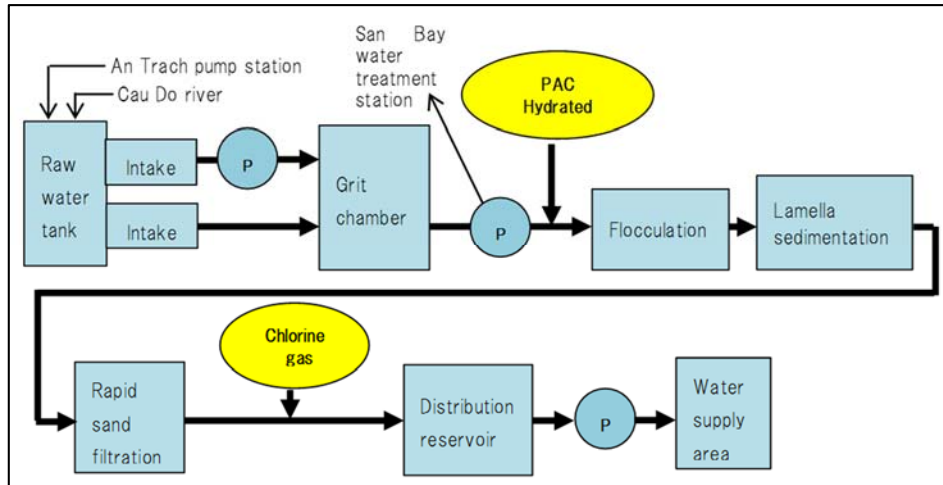 An Trach pump station
Cau Do river
San Bay
water
treatment
station
PAC
Hydrated
Raw
water
tank
Intake
P
Intake
Grit
chamber
P
Flocculation
Lamella
sedimentation
Rapid
sand
filtration
Chlorine
gas
Distribution
reservoir
P
Water
supply
area